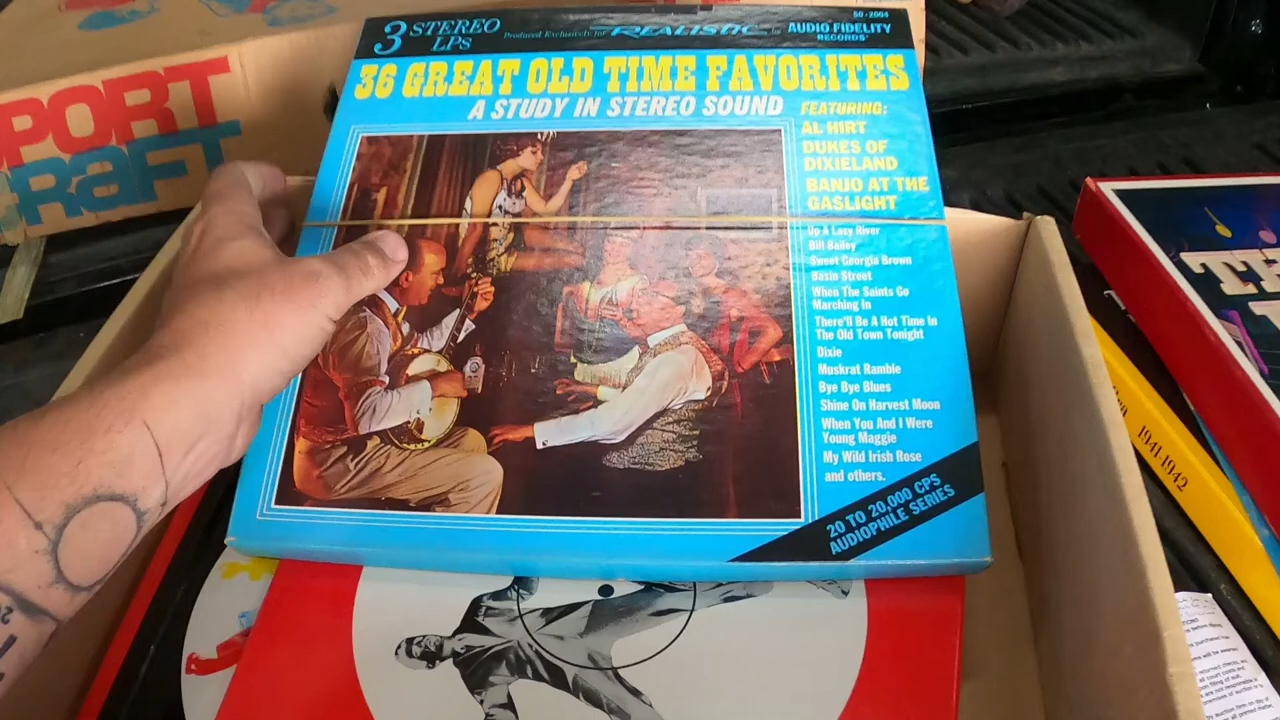 3 STEREO
LPs
Produced Exclusively for REALISTIC by AUDIO FIDELITY
RECORDS
50-2004
36 GREAT OLD TIME FAVORITES
A STUDY IN STEREO SOUND
FEATURING:
AL HIRT
DUKES OF
DIXIELAND
BANJO AT THE
GASLIGHT
Up A Lazy River
Bill Bailey
Sweet Georgia Brown
Basin Street
When The Saints Go
Marching In
There'll Be A Hot Time In
The Old Town Tonight
Dixie
Muskrat Ramble
Bye Bye Blues
Shine On Harvest Moon
When You And I Were
Young Maggie
My Wild Irish Rose
and others.
20 TO 20,000 CPS
AUDIOPHILE SERIES
PORT
RAFT
1941-1942